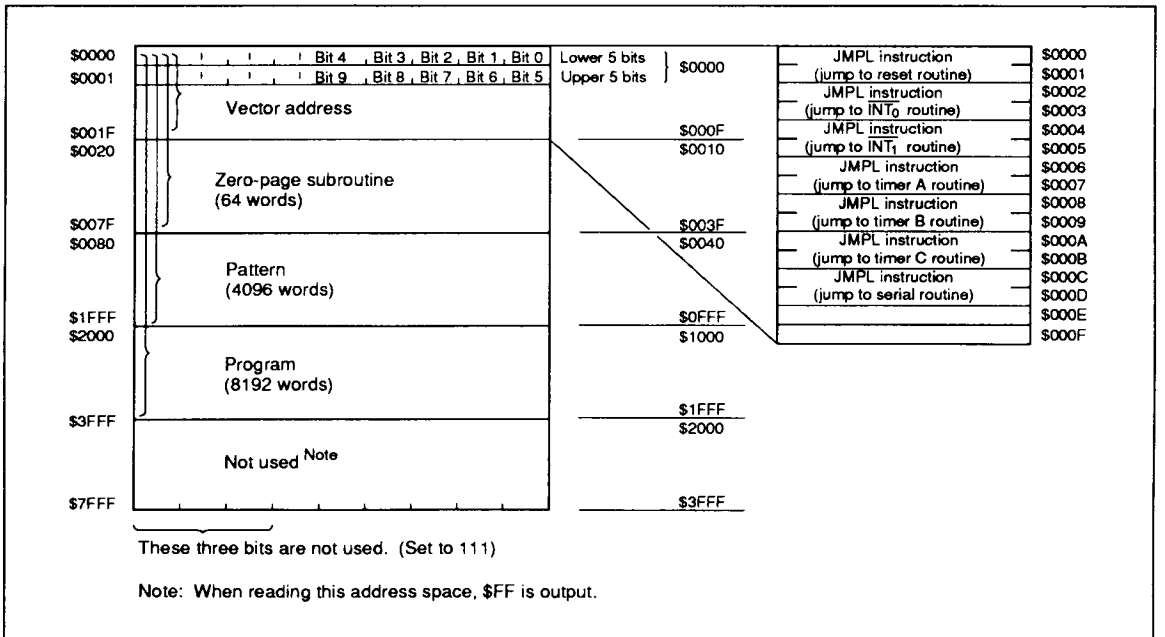 $0000 Bit 4 Bit 3 Bit 2 Bit 1 Bit 0 Lower 5 bits
$0001 Bit 9 Bit 8 Bit 7 Bit 6 Bit 5 Upper 5 bits
$0000
Vector address
$001F $000F
$0020 $0010
Zero-page subroutine
(64 words)
$007F $003F
$0080 $0040
Pattern
(4096 words)
$1FFF $0FFF
$2000 $1000
Program
(8192 words)
$3FFF $1FFF
$2000
Not used Note
$7FFF $3FFF
JMPL instruction $0000
(jump to reset routine) $0001
JMPL instruction $0002
(jump to INT0 routine) $0003
JMPL instruction $0004
(jump to INT1 routine) $0005
JMPL instruction $0006
(jump to timer A routine) $0007
JMPL instruction $0008
(jump to timer B routine) $0009
JMPL instruction $000A
(jump to timer C routine) $000B
JMPL instruction $000C
(jump to serial routine) $000D
$000E
$000F
These three bits are not used. (Set to 111)
Note: When reading this address space, $FF is output.